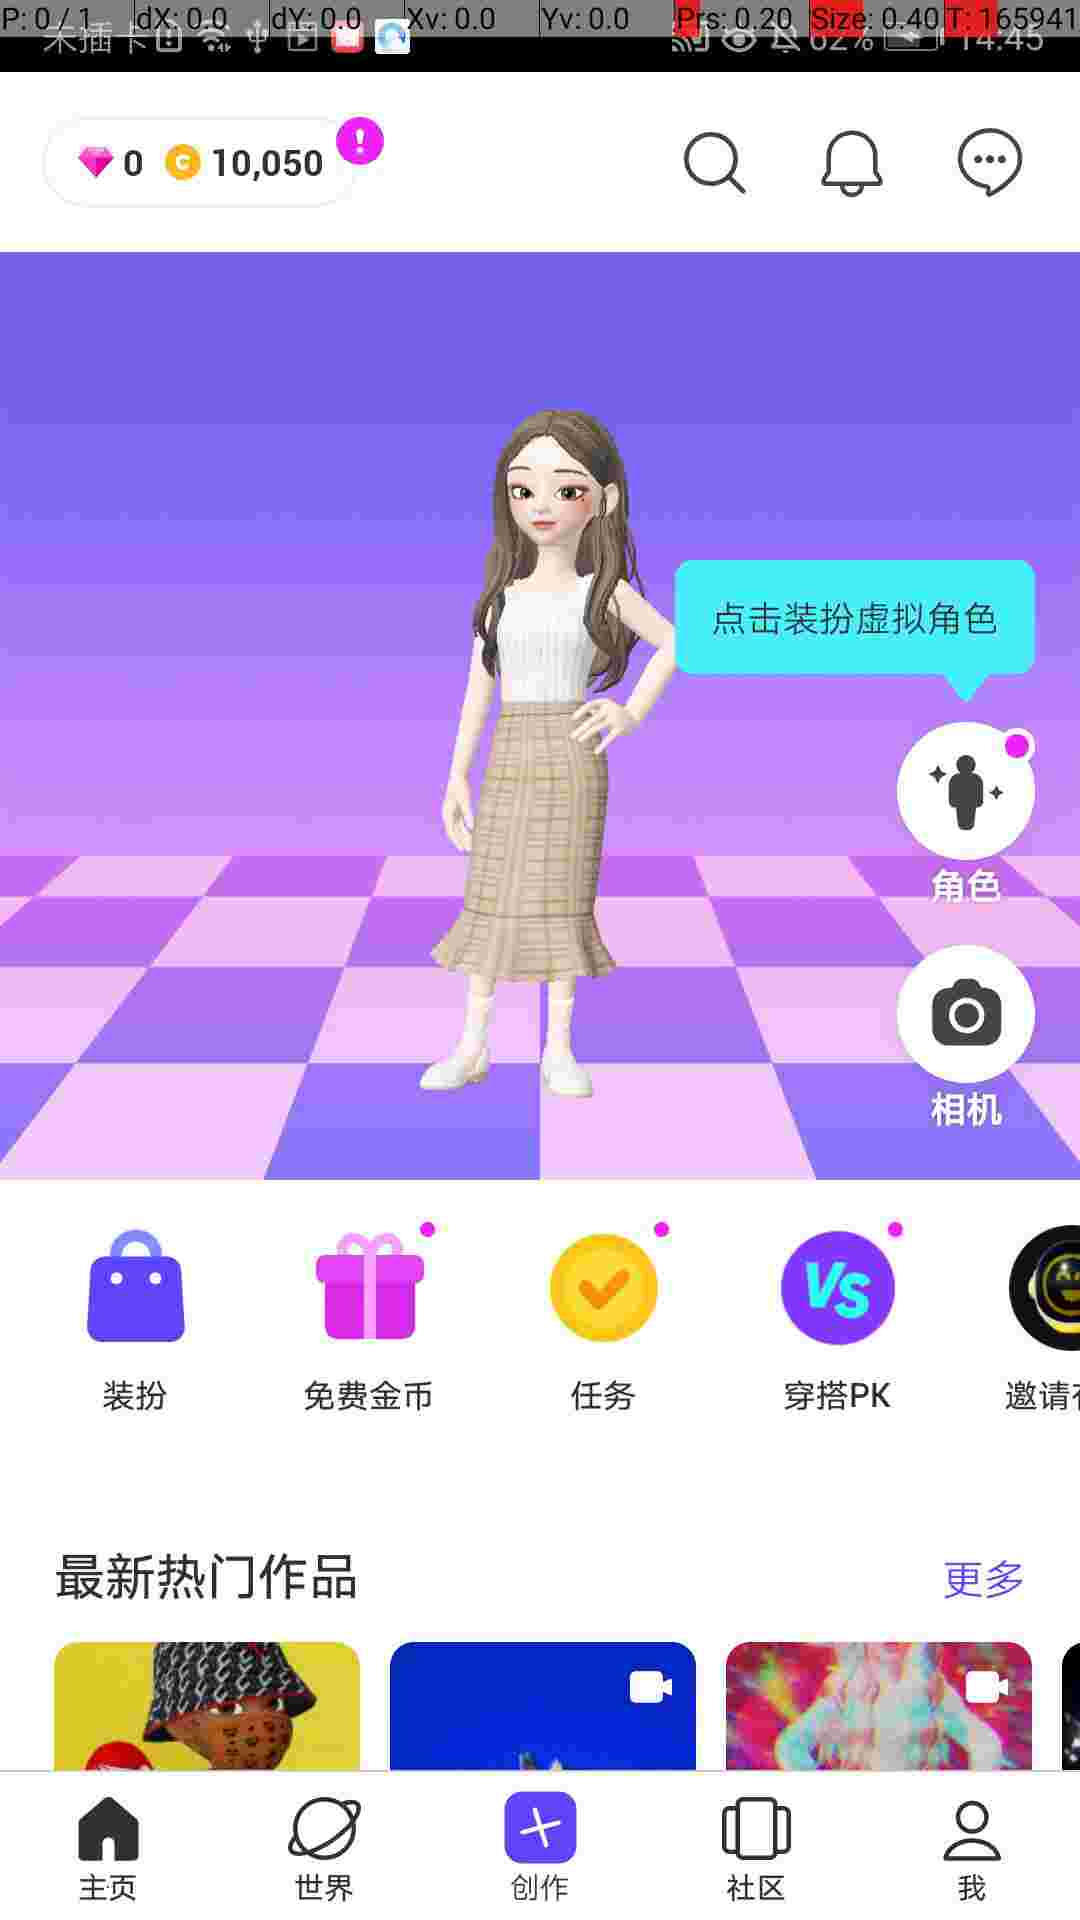 P: 0 / 1 dX: 0.0 dY: 0.0 Xv: 0.0 Yv: 0.0 Prs: 0.20 Size: 0.40 T: 165941
未插卡 62% 14:45
0 10,050
点击装扮虚拟角色
角色
相机
VS
装扮 免费金币 任务 穿搭PK 邀请
最新热门作品 更多
主页 世界 创作 社区 我